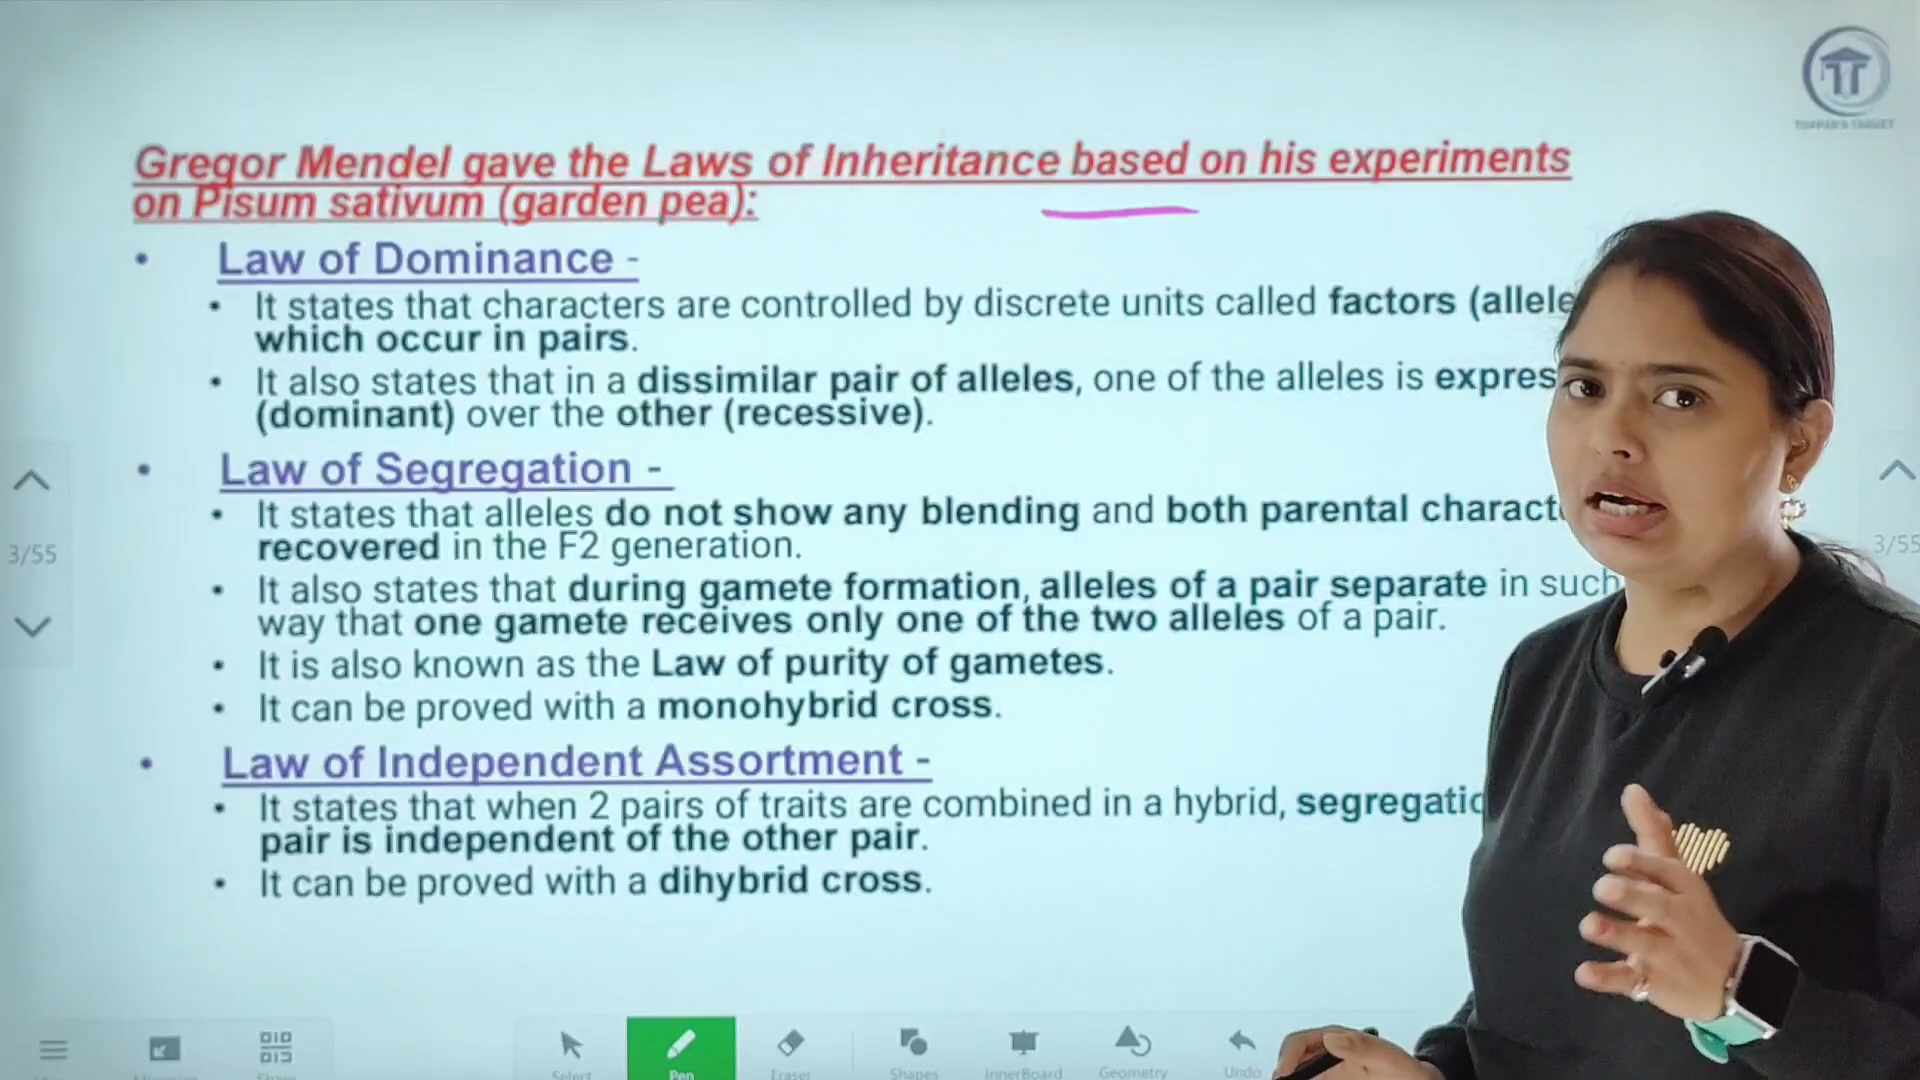 TOPPER'S TARGET
Gregor Mendel gave the Laws of Inheritance based on his experiments
on Pisum sativum (garden pea):
• Law of Dominance -
• It states that characters are controlled by discrete units called factors (allele
which occur in pairs.
• It also states that in a dissimilar pair of alleles, one of the alleles is expres
(dominant) over the other (recessive).
• Law of Segregation -
• It states that alleles do not show any blending and both parental charact
recovered in the F2 generation.
• It also states that during gamete formation, alleles of a pair separate in such
way that one gamete receives only one of the two alleles of a pair.
• It is also known as the Law of purity of gametes.
• It can be proved with a monohybrid cross.
• Law of Independent Assortment -
• It states that when 2 pairs of traits are combined in a hybrid, segregatio
pair is independent of the other pair.
• It can be proved with a dihybrid cross.
3/55
3/55
Select Pen Eraser Shapes InnerBoard Geometry Undo